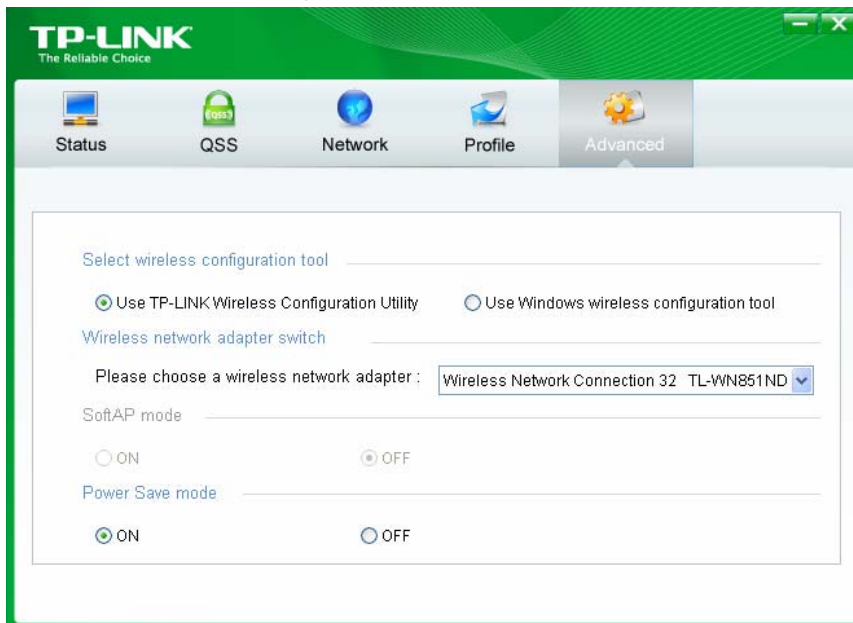 TP-LINK
The Reliable Choice
Status
QSS
QSS
Network
Profile
Advanced
Select wireless configuration tool
Use TP-LINK Wireless Configuration Utility
Use Windows wireless configuration tool
Wireless network adapter switch
Please choose a wireless network adapter :
Wireless Network Connection 32 TL-WN851ND
SoftAP mode
ON
OFF
Power Save mode
ON
OFF